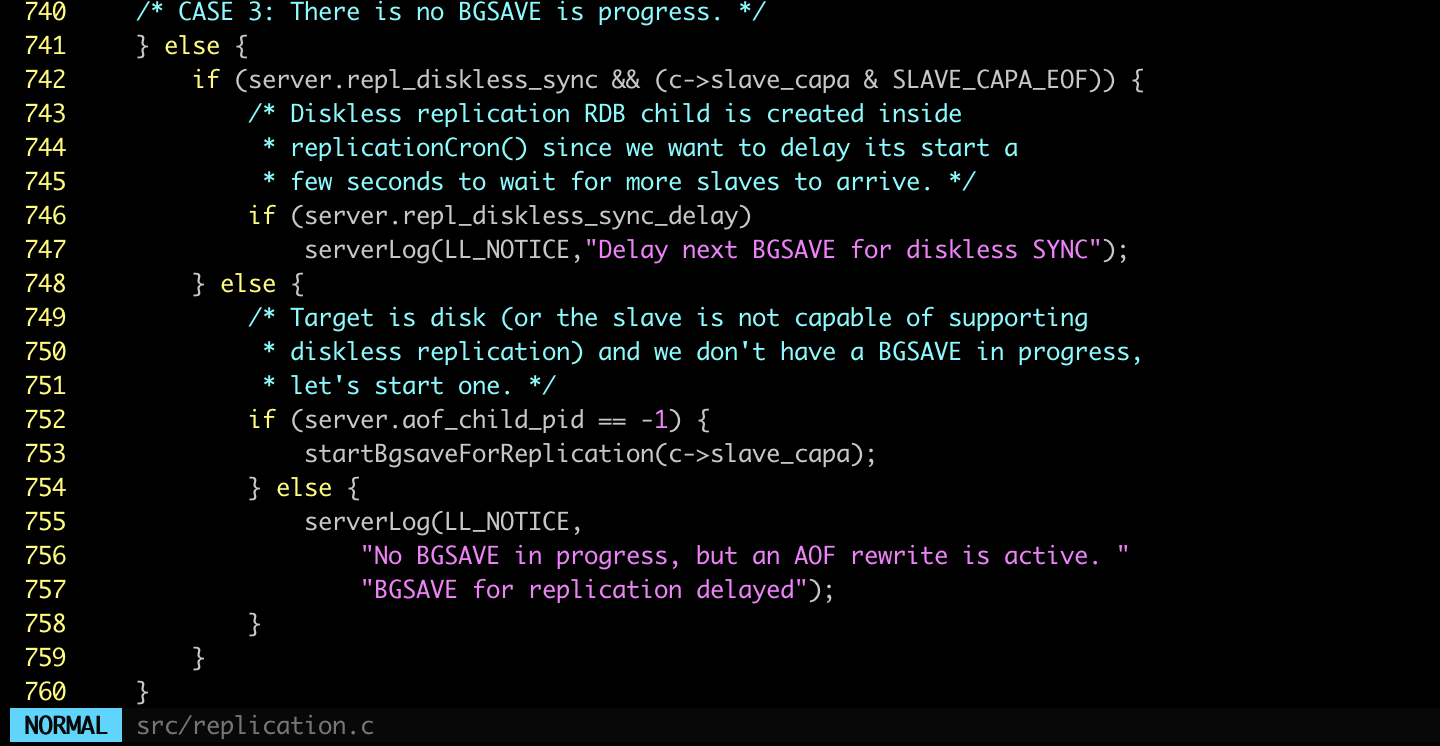 740     /* CASE 3: There is no BGSAVE is progress. */
741     } else {
742         if (server.repl_diskless_sync && (c->slave_capa & SLAVE_CAPA_EOF)) {
743             /* Diskless replication RDB child is created inside
744              * replicationCron() since we want to delay its start a
745              * few seconds to wait for more slaves to arrive. */
746             if (server.repl_diskless_sync_delay)
747                 serverLog(LL_NOTICE,"Delay next BGSAVE for diskless SYNC");
748         } else {
749             /* Target is disk (or the slave is not capable of supporting
750              * diskless replication) and we don't have a BGSAVE in progress,
751              * let's start one. */
752             if (server.aof_child_pid == -1) {
753                 startBgsaveForReplication(c->slave_capa);
754             } else {
755                 serverLog(LL_NOTICE,
756                     "No BGSAVE in progress, but an AOF rewrite is active. "
757                     "BGSAVE for replication delayed");
758             }
759         }
760     }
NORMAL  src/replication.c